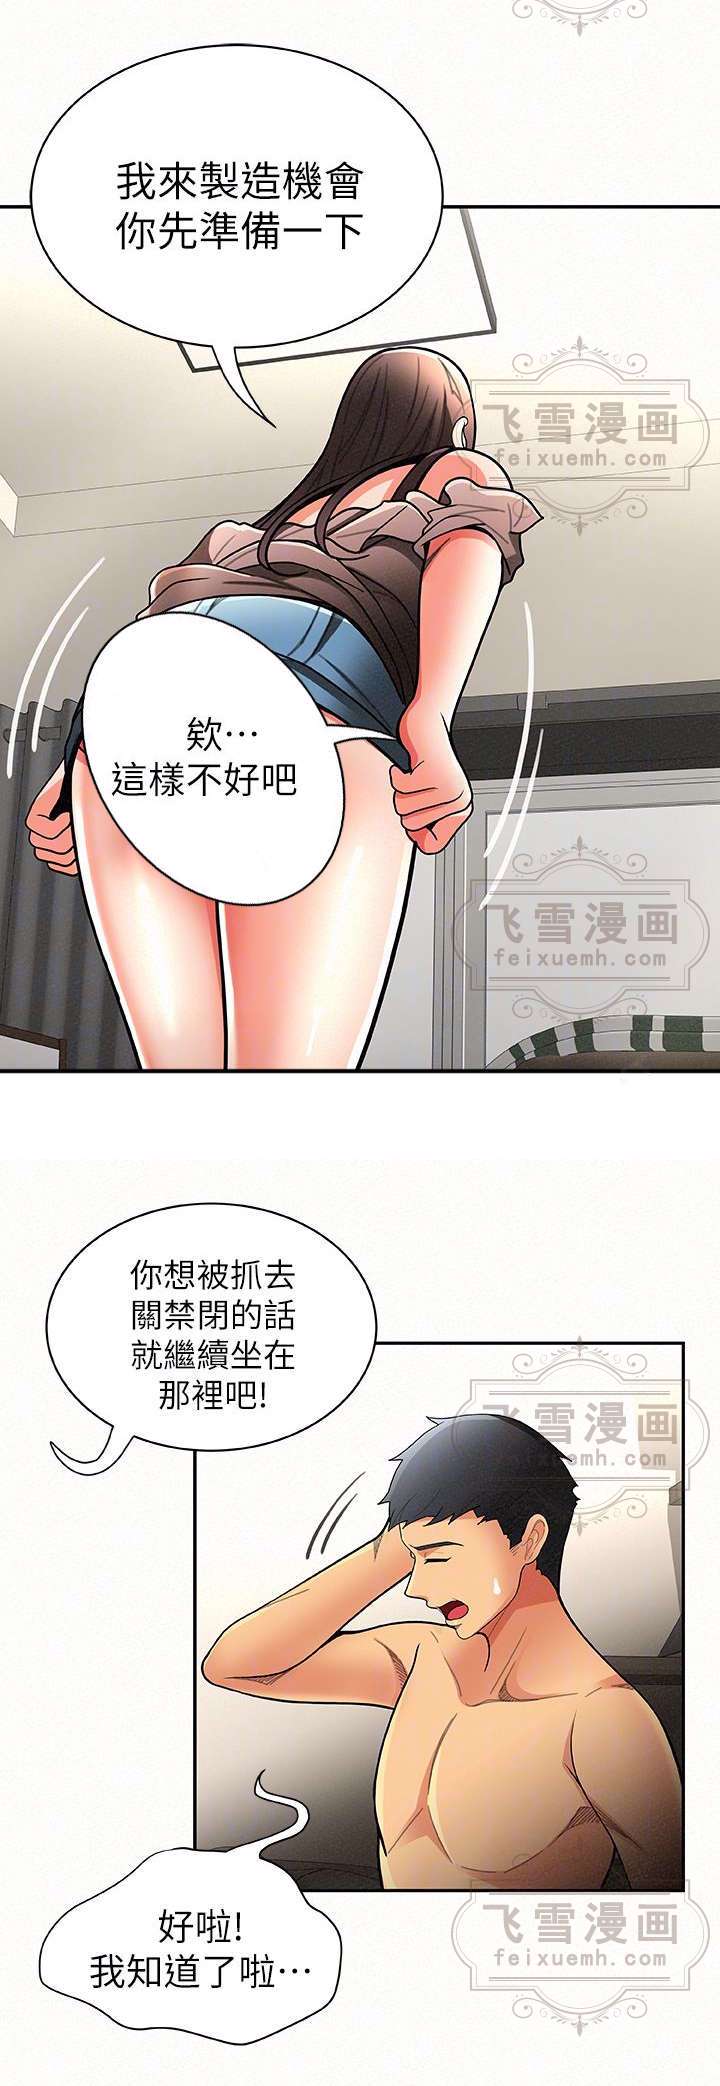 我來製造機會
你先準備一下
飞雪漫画
feixuemh.com
欸…
這樣不好吧
飞雪漫画
feixuemh.com
你想被抓去
關禁閉的話
就繼續坐在
那裡吧!
飞雪漫画
feixuemh.com
好啦!
我知道了啦…
飞雪漫画
feixuemh.com